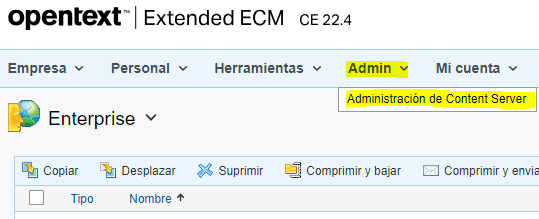 opentext™ | Extended ECM CE 22.4
Empresa Personal Herramientas Admin Mi cuenta
Administración de Content Server
Enterprise
Copiar Desplazar Suprimir Comprimir y bajar Comprimir y envia
Tipo Nombre